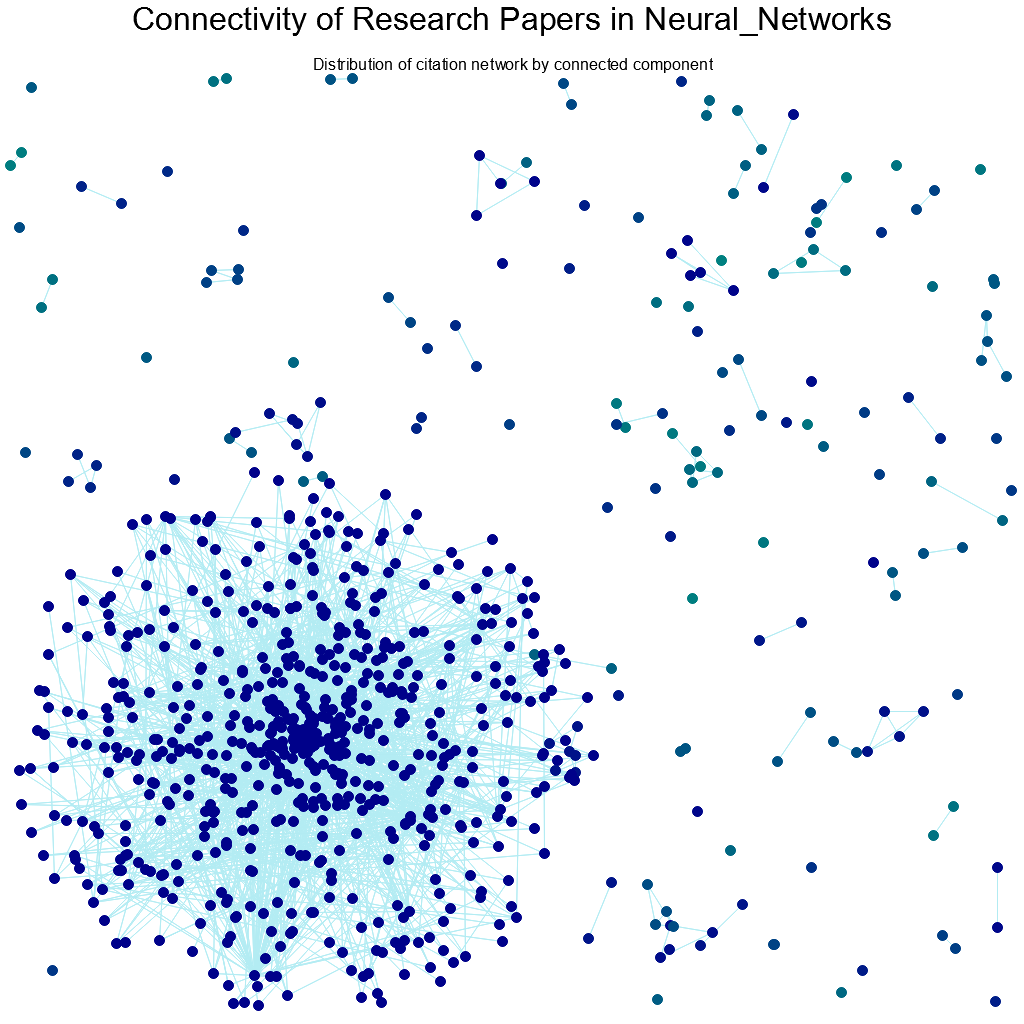 Connectivity of Research Papers in Neural_Networks
Distribution of citation network by connected component